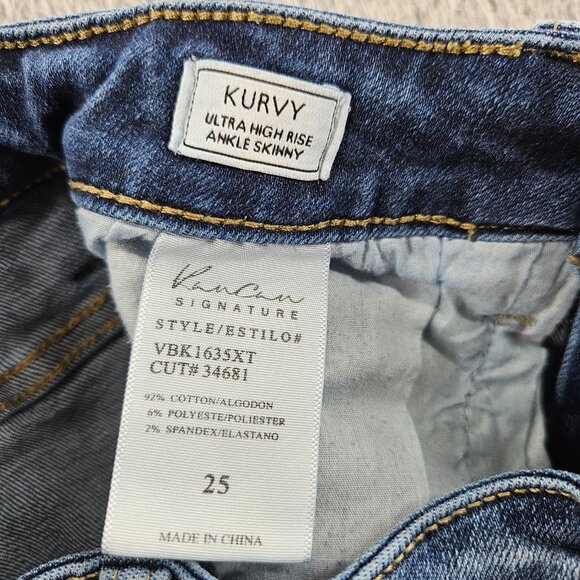 KURVY
ULTRA HIGH RISE
ANKLE SKINNY
KanCan
SIGNATURE
STYLE/ESTILO#
VBK1635XT
CUT# 34681
92% COTTON/ALGODON
6% POLYESTE/POLIESTER
2% SPANDEX/ELASTANO
25
MADE IN CHINA